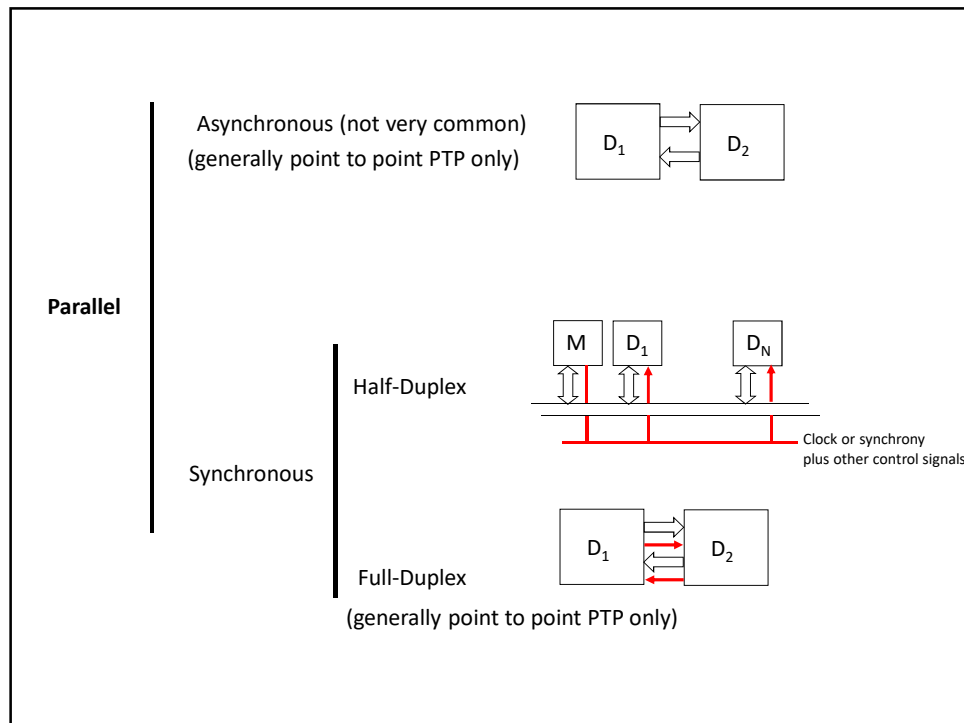 Asynchronous (not very common)
(generally point to point PTP only)
D1
D2
Parallel
M
D1
DN
Half-Duplex
Clock or synchrony
plus other control signals
Synchronous
D1
D2
Full-Duplex
(generally point to point PTP only)